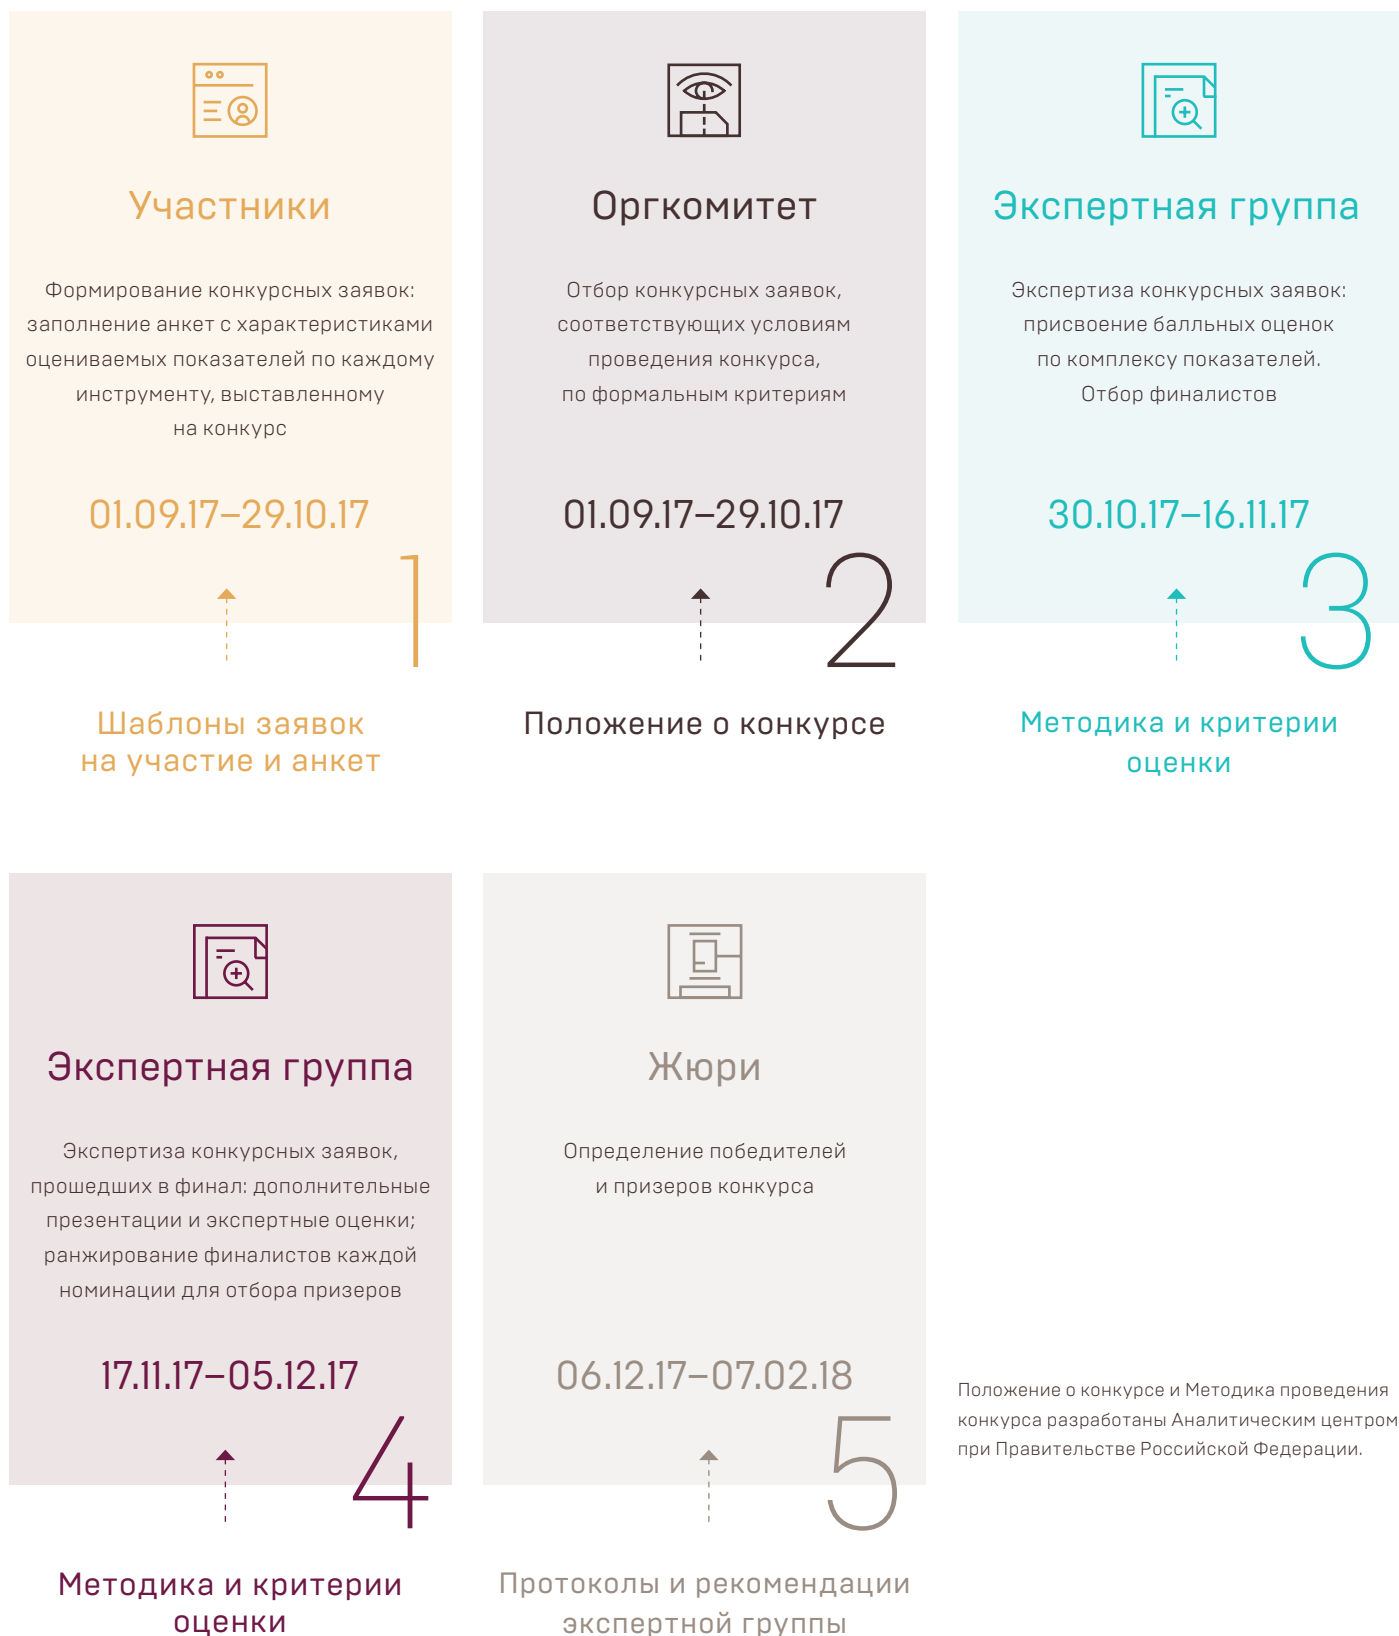 Участники
Формирование конкурсных заявок:
заполнение анкет с характеристиками
оцениваемых показателей по каждому
инструменту, выставленному
на конкурс
01.09.17–29.10.17
1
Шаблоны заявок
на участие и анкет
Оргкомитет
Отбор конкурсных заявок,
соответствующих условиям
проведения конкурса,
по формальным критериям
01.09.17–29.10.17
2
Положение о конкурсе
Экспертная группа
Экспертиза конкурсных заявок:
присвоение балльных оценок
по комплексу показателей.
Отбор финалистов
30.10.17–16.11.17
3
Методика и критерии
оценки
Экспертная группа
Экспертиза конкурсных заявок,
прошедших в финал: дополнительные
презентации и экспертные оценки;
ранжирование финалистов каждой
номинации для отбора призеров
17.11.17–05.12.17
4
Методика и критерии
оценки
Жюри
Определение победителей
и призеров конкурса
06.12.17–07.02.18
5
Протоколы и рекомендации
экспертной группы
Положение о конкурсе и Методика проведения
конкурса разработаны Аналитическим центром
при Правительстве Российской Федерации.